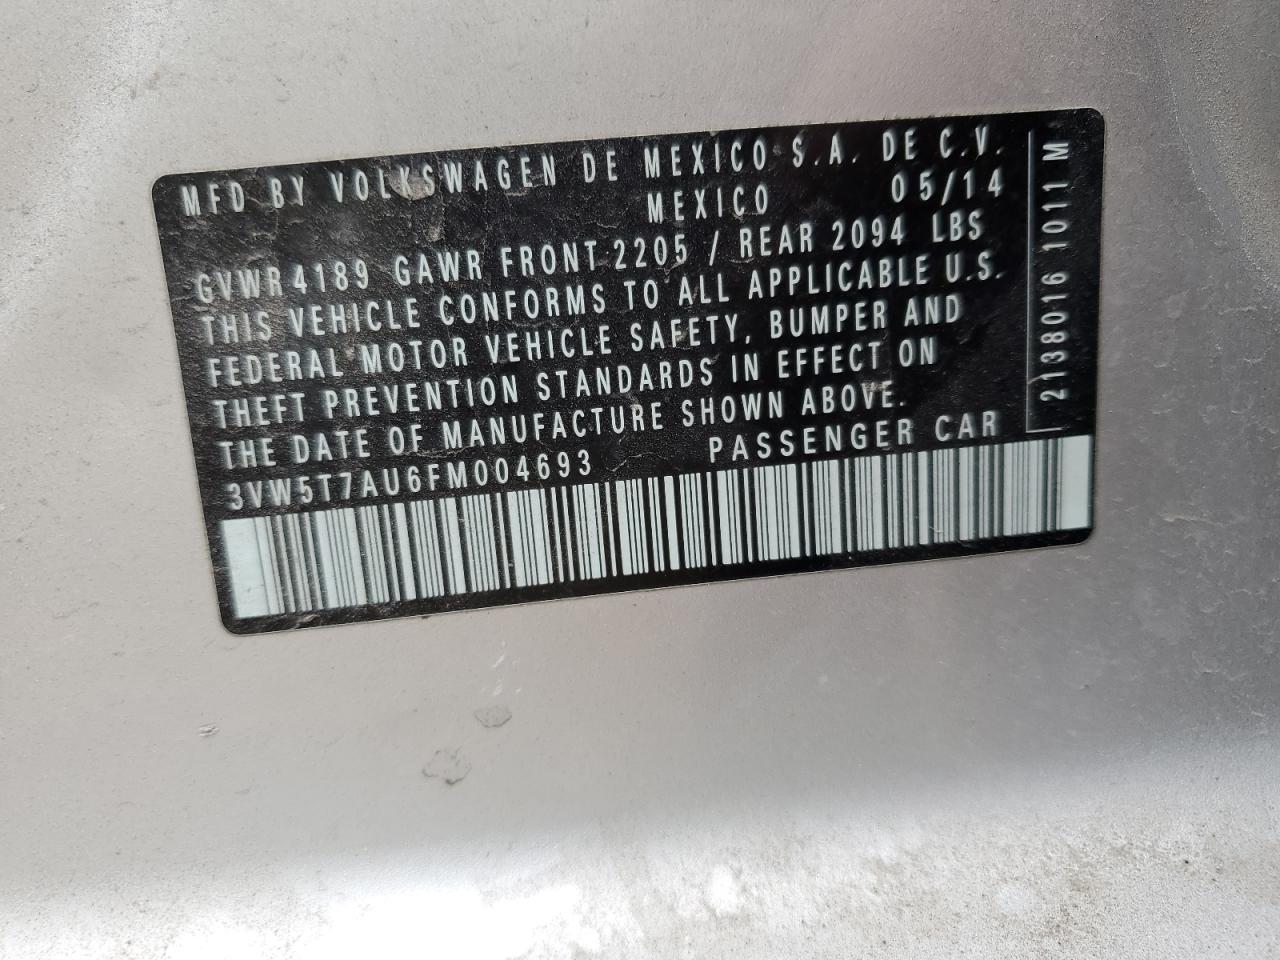 MFD BY VOLKSWAGEN DE MEXICO S.A. DE C.V.
MEXICO 05/14
GVWR 4189 GAWR FRONT 2205 / REAR 2094 LBS
THIS VEHICLE CONFORMS TO ALL APPLICABLE U.S.
FEDERAL MOTOR VEHICLE SAFETY, BUMPER AND
THEFT PREVENTION STANDARDS IN EFFECT ON
THE DATE OF MANUFACTURE SHOWN ABOVE.
3VW5T7AU6FM004693 PASSENGER CAR
2138016 1011 M